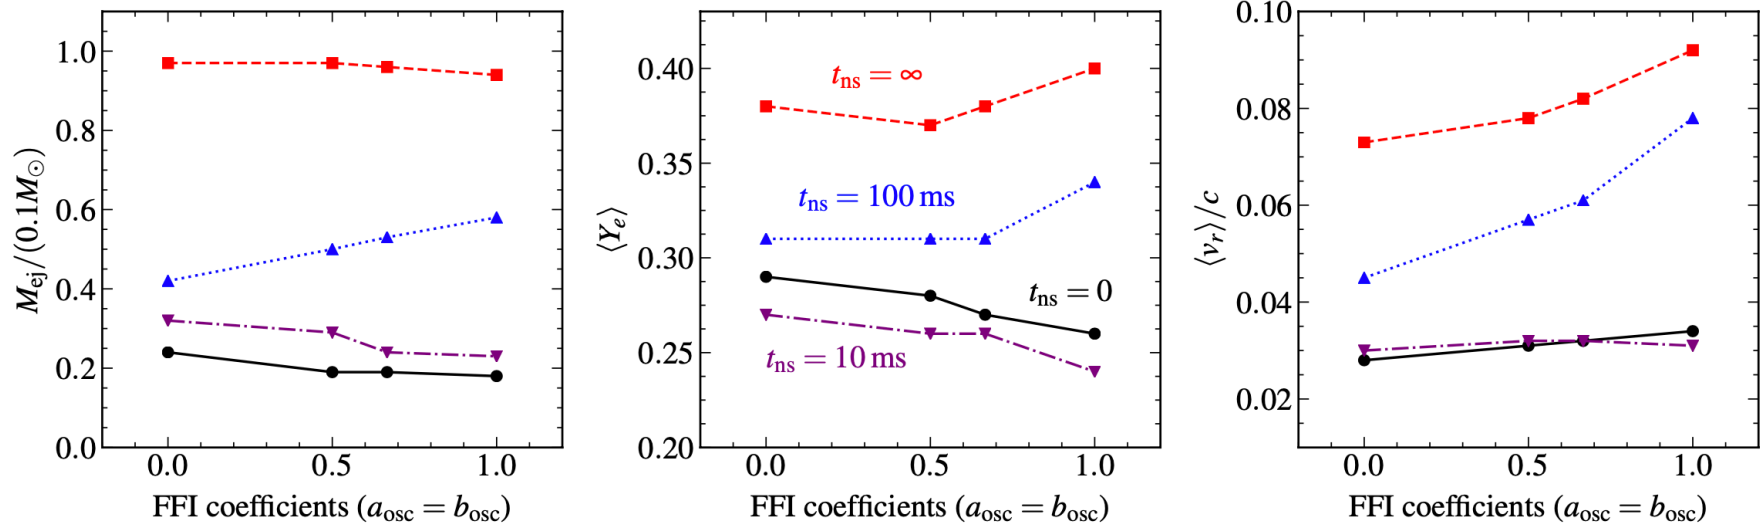 M_ej/(0.1M_⊙)
1.0
0.8
0.6
0.4
0.2
0.0
0.0 0.5 1.0
FFI coefficients (a_osc = b_osc)
⟨Y_e⟩
0.40
0.35
0.30
0.25
0.20
t_ns = ∞
t_ns = 100 ms
t_ns = 0
t_ns = 10 ms
0.0 0.5 1.0
FFI coefficients (a_osc = b_osc)
⟨v_r⟩/c
0.10
0.08
0.06
0.04
0.02
0.0 0.5 1.0
FFI coefficients (a_osc = b_osc)